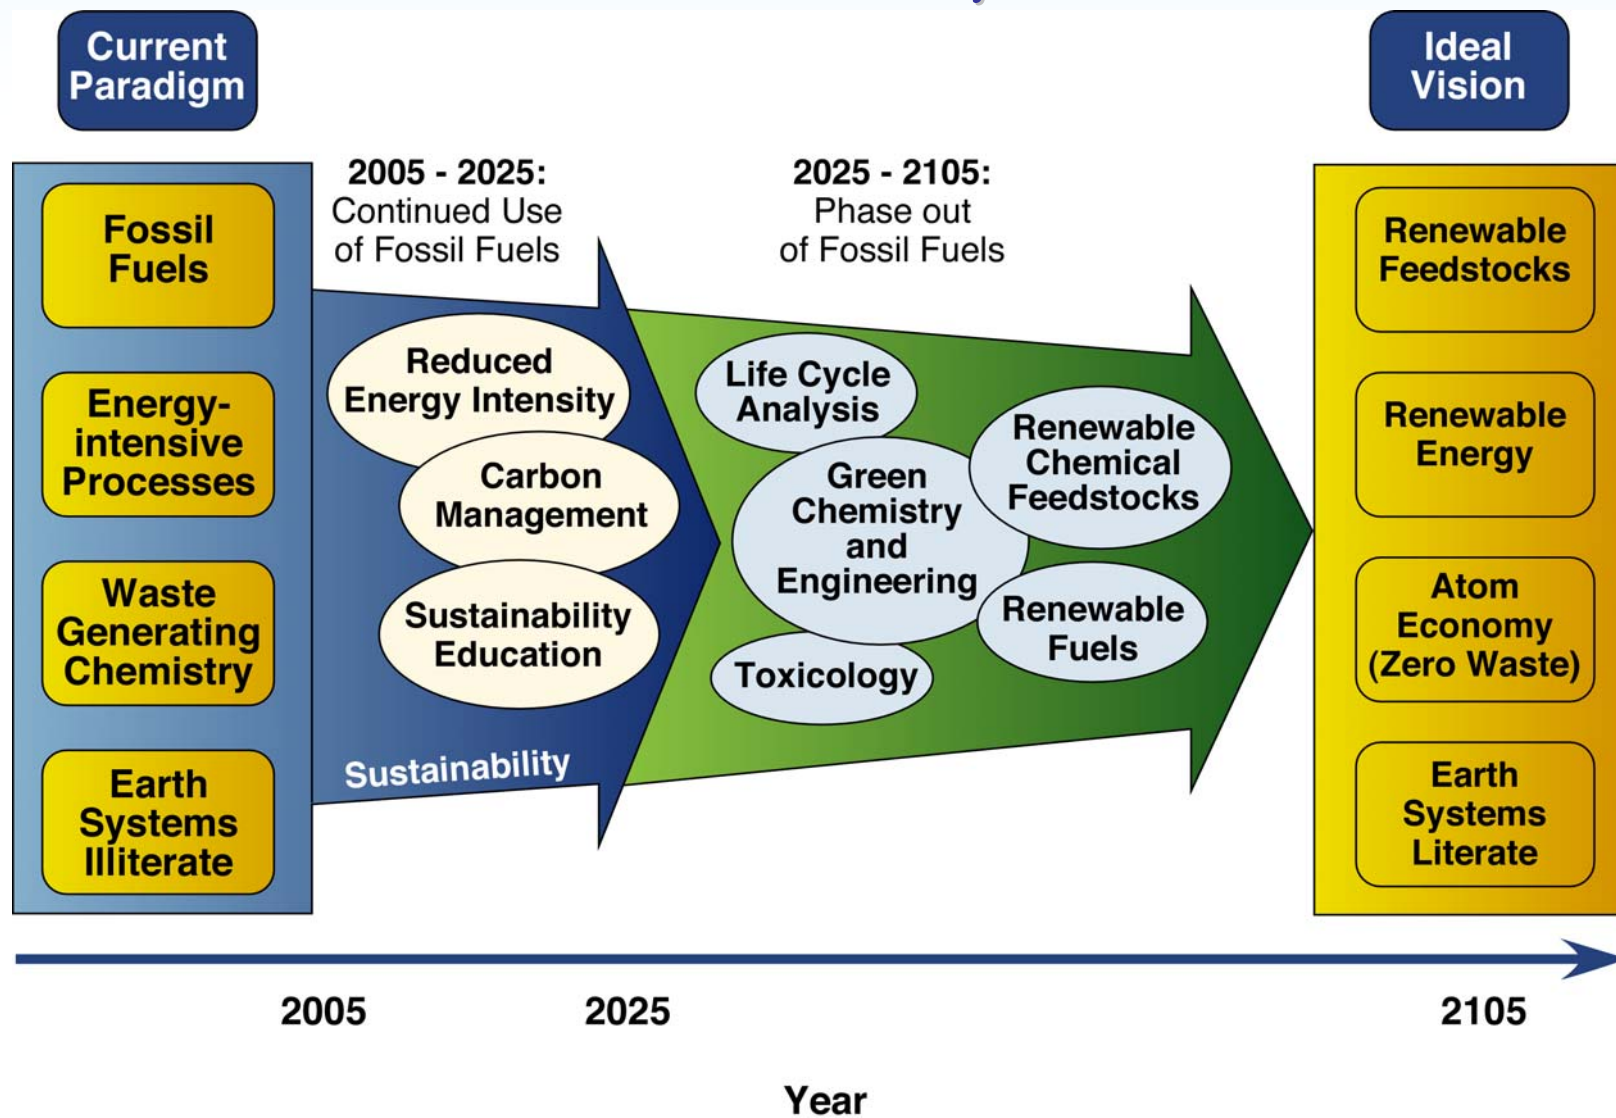 Current
Paradigm
Ideal
Vision
Fossil
Fuels
Energy-
intensive
Processes
Waste
Generating
Chemistry
Earth
Systems
Illiterate
2005 - 2025:
Continued Use
of Fossil Fuels
Reduced
Energy Intensity
Carbon
Management
Sustainability
Education
Sustainability
2025 - 2105:
Phase out
of Fossil Fuels
Life Cycle
Analysis
Green
Chemistry
and
Engineering
Toxicology
Renewable
Chemical
Feedstocks
Renewable
Fuels
Renewable
Feedstocks
Renewable
Energy
Atom
Economy
(Zero Waste)
Earth
Systems
Literate
2005
2025
2105
Year